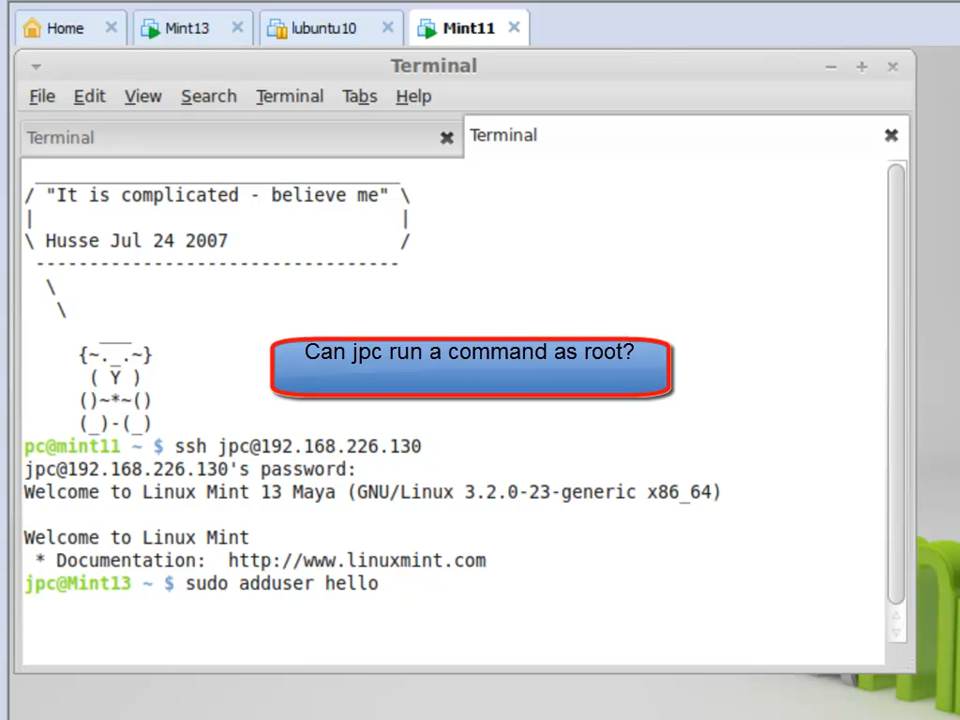 Home Mint13 lubuntu10 Mint11
Terminal
File Edit View Search Terminal Tabs Help
Terminal Terminal
 __________________________________
/ "It is complicated - believe me" \
|                                  |
\ Husse Jul 24 2007                /
 ----------------------------------
  \
   \
       ___
     {~._.~}
      ( Y )
     ()~*~()
     (_)-(_)
Can jpc run a command as root?
pc@mint11 ~ $ ssh jpc@192.168.226.130
jpc@192.168.226.130's password:
Welcome to Linux Mint 13 Maya (GNU/Linux 3.2.0-23-generic x86_64)
Welcome to Linux Mint
 * Documentation:  http://www.linuxmint.com
jpc@Mint13 ~ $ sudo adduser hello